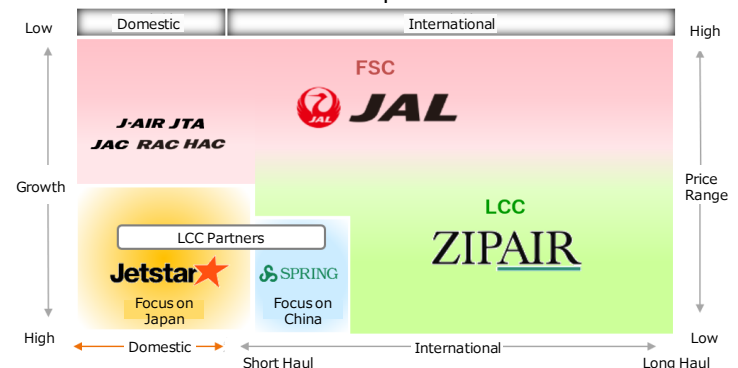 Domestic
International
Low
High
FSC
JAL
JAL
J-AIR JTA
JAC RAC HAC
Growth
Price
Range
LCC
ZIPAIR
LCC Partners
Jetstar
SPRING
Focus on
Japan
Focus on
China
High
Low
Domestic
International
Short Haul
Long Haul